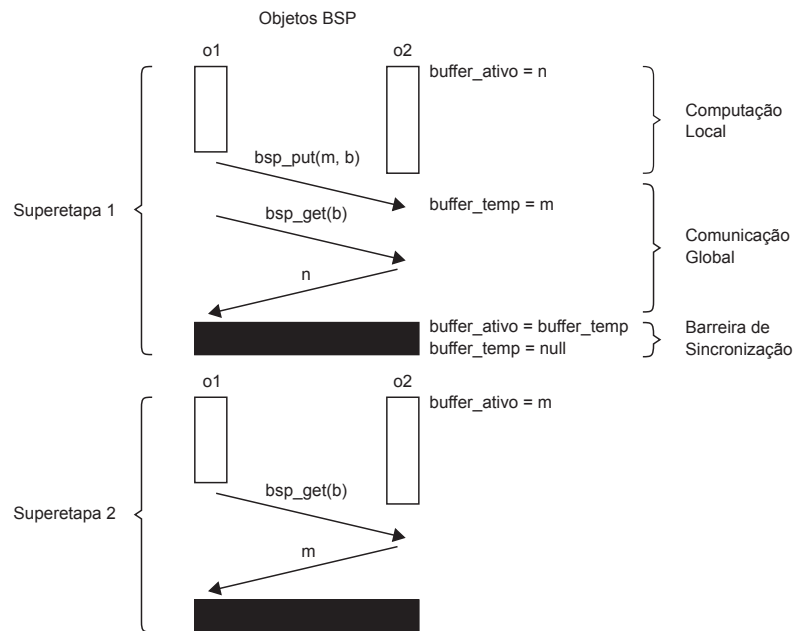 Objetos BSP
o1
o2
buffer_ativo = n
Computação
Local
bsp_put(m, b)
Superetapa 1
buffer_temp = m
bsp_get(b)
Comunicação
Global
n
buffer_ativo = buffer_temp
buffer_temp = null
Barreira de
Sincronização
o1
o2
buffer_ativo = m
bsp_get(b)
Superetapa 2
m